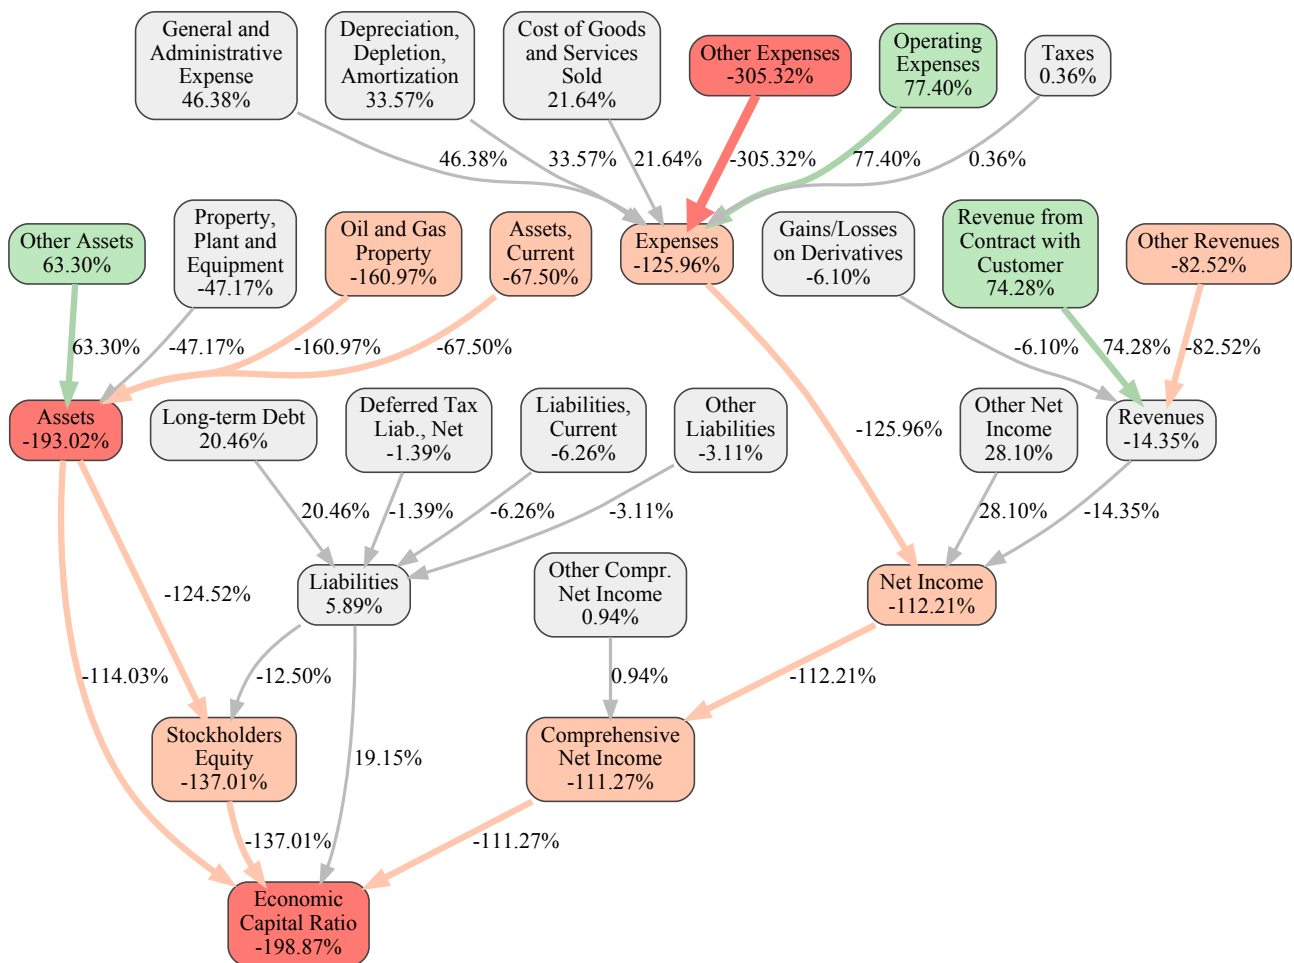 General and
Administrative
Expense
46.38%
Depreciation,
Depletion,
Amortization
33.57%
Cost of Goods
and Services
Sold
21.64%
Other Expenses
-305.32%
Operating
Expenses
77.40%
Taxes
0.36%
46.38%
33.57%
21.64%
-305.32%
77.40%
0.36%
Other Assets
63.30%
Property,
Plant and
Equipment
-47.17%
Oil and Gas
Property
-160.97%
Assets,
Current
-67.50%
Expenses
-125.96%
Gains/Losses
on Derivatives
-6.10%
Revenue from
Contract with
Customer
74.28%
Other Revenues
-82.52%
63.30%
-47.17%
-160.97%
-67.50%
-6.10%
74.28%
-82.52%
Assets
-193.02%
Long-term Debt
20.46%
Deferred Tax
Liab., Net
-1.39%
Liabilities,
Current
-6.26%
Other
Liabilities
-3.11%
-125.96%
Other Net
Income
28.10%
Revenues
-14.35%
20.46%
-1.39%
-6.26%
-3.11%
28.10%
-14.35%
-124.52%
Liabilities
5.89%
Other Compr.
Net Income
0.94%
Net Income
-112.21%
-114.03%
-12.50%
0.94%
-112.21%
Stockholders
Equity
-137.01%
19.15%
Comprehensive
Net Income
-111.27%
-137.01%
-111.27%
Economic
Capital Ratio
-198.87%